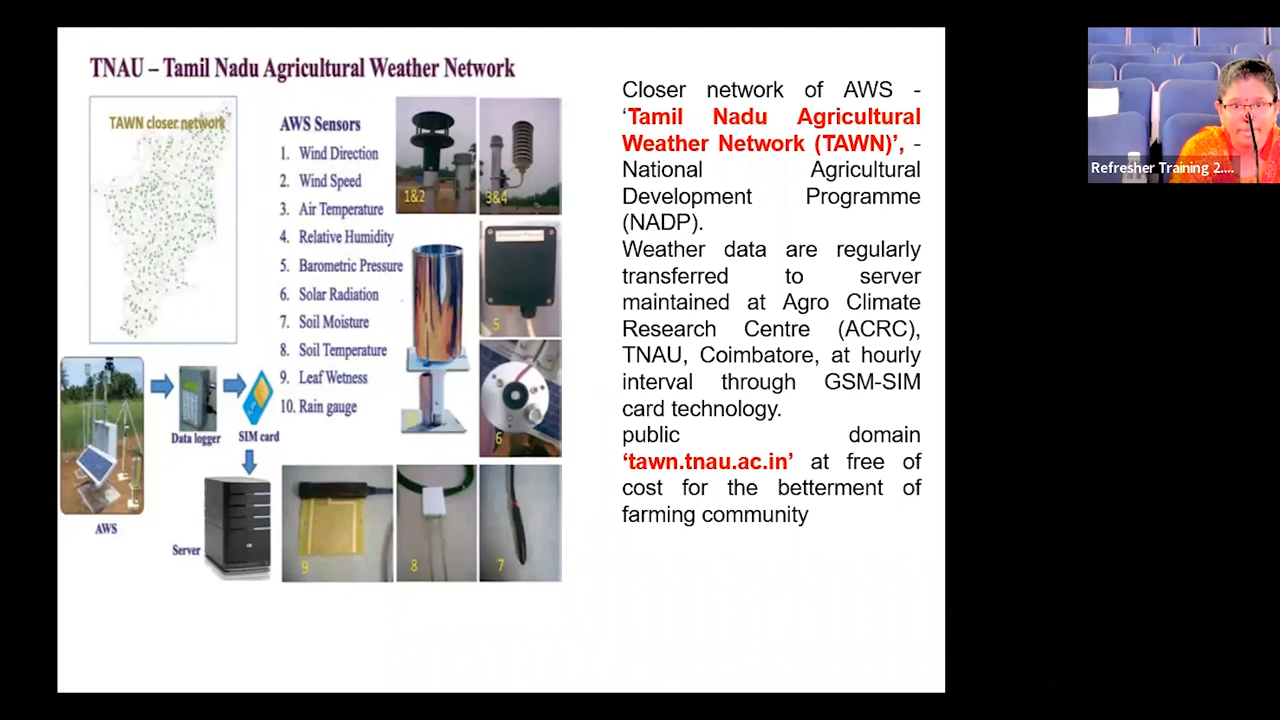 TNAU – Tamil Nadu Agricultural Weather Network
TAWN closer network
AWS Sensors
1. Wind Direction
2. Wind Speed
3. Air Temperature
4. Relative Humidity
5. Barometric Pressure
6. Solar Radiation
7. Soil Moisture
8. Soil Temperature
9. Leaf Wetness
10. Rain gauge
1&2
3&4
5
6
9
8
7
Data logger
SIM card
AWS
Server
Closer network of AWS -
‘Tamil Nadu Agricultural
Weather Network (TAWN)’, -
National Agricultural
Development Programme
(NADP).
Weather data are regularly
transferred to server
maintained at Agro Climate
Research Centre (ACRC),
TNAU, Coimbatore, at hourly
interval through GSM-SIM
card technology.
public domain
‘tawn.tnau.ac.in’ at free of
cost for the betterment of
farming community
Refresher Training 2....